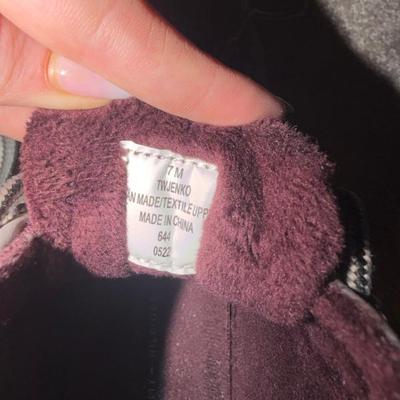 7 M
TWJENKO
AN MADE/TEXTILE UPP
MADE IN CHINA
644
0522